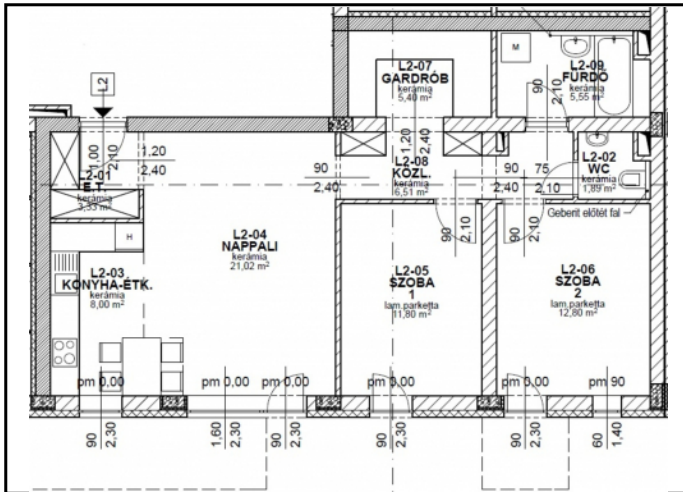 L2
L2-07
GARDRÓB
kerámia
5,40 m²
M
L2-09
FÜRDŐ
kerámia
5,55 m²
90
2,10
1,00
2,10
1,20
2,40
L2-01
E.T.
kerámia
3,33 m²
1,20
2,40
90
2,40
L2-08
KÖZL.
kerámia
6,51 m²
90
2,40
75
2,10
L2-02
WC
kerámia
1,89 m²
Geberit előtét fal
90
2,10
90
2,10
H
L2-04
NAPPALI
kerámia
21,02 m²
L2-03
KONYHA-ÉTK.
kerámia
8,00 m²
L2-05
SZOBA
1
lam.parketta
11,80 m²
L2-06
SZOBA
2
lam.parketta
12,80 m²
pm 0,00
pm 0,00
pm 0,00
pm 0,00
pm 0,00
pm 90
90
2,30
1,60
2,30
90
2,30
90
2,30
90
2,30
60
1,40